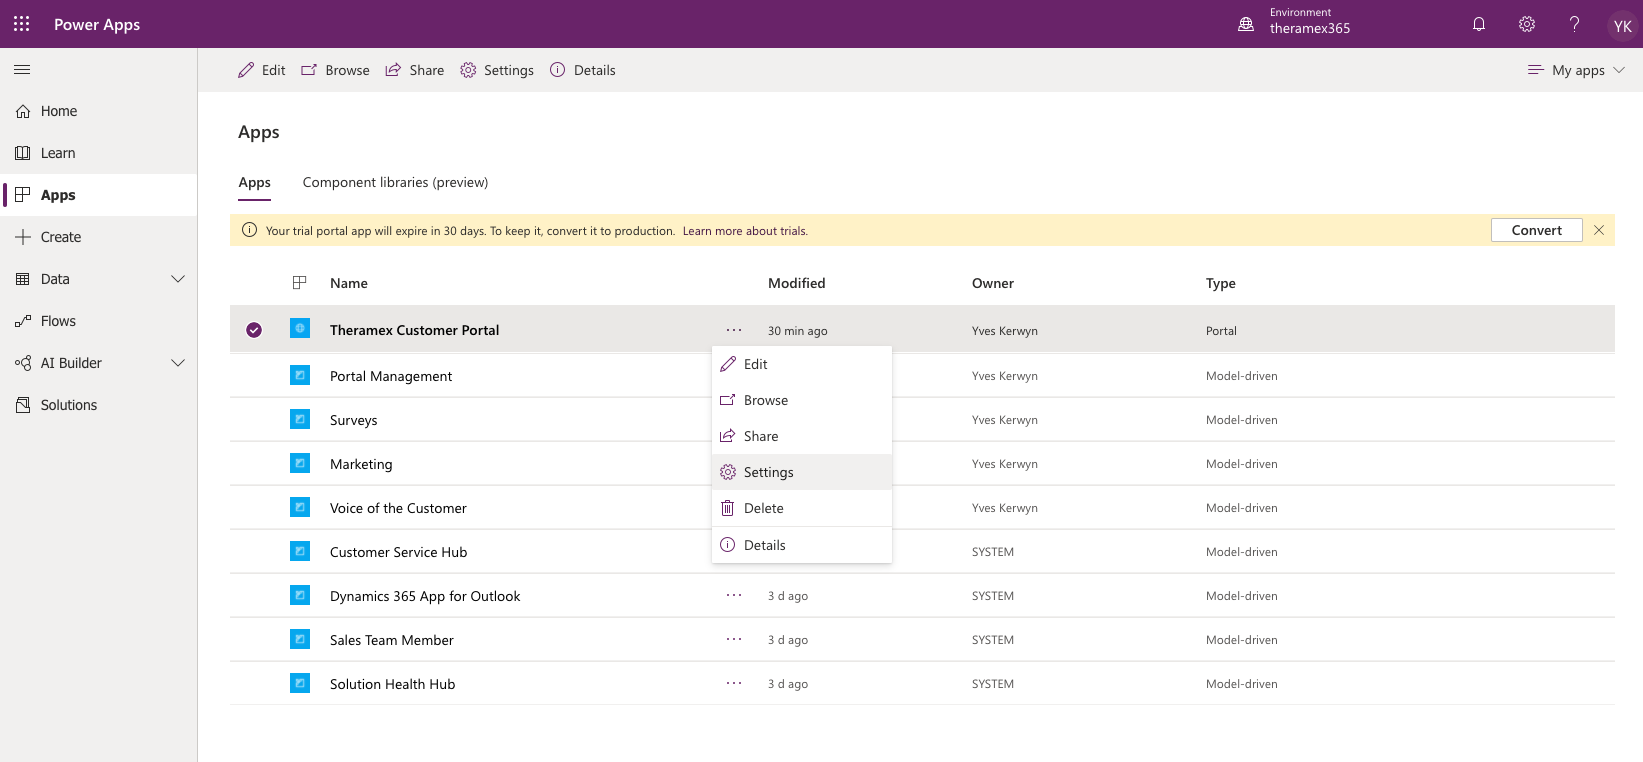 Power Apps
Environment
theramex365
?
YK
Edit
Browse
Share
Settings
Details
My apps
Home
Learn
Apps
Create
Data
Flows
AI Builder
Solutions
Apps
Apps
Component libraries (preview)
Your trial portal app will expire in 30 days. To keep it, convert it to production. Learn more about trials.
Convert
Name Modified Owner Type
Theramex Customer Portal ... 30 min ago Yves Kerwyn Portal
Portal Management Yves Kerwyn Model-driven
Surveys Yves Kerwyn Model-driven
Marketing Yves Kerwyn Model-driven
Voice of the Customer Yves Kerwyn Model-driven
Customer Service Hub SYSTEM Model-driven
Dynamics 365 App for Outlook ... 3 d ago SYSTEM Model-driven
Sales Team Member ... 3 d ago SYSTEM Model-driven
Solution Health Hub ... 3 d ago SYSTEM Model-driven
Edit
Browse
Share
Settings
Delete
Details